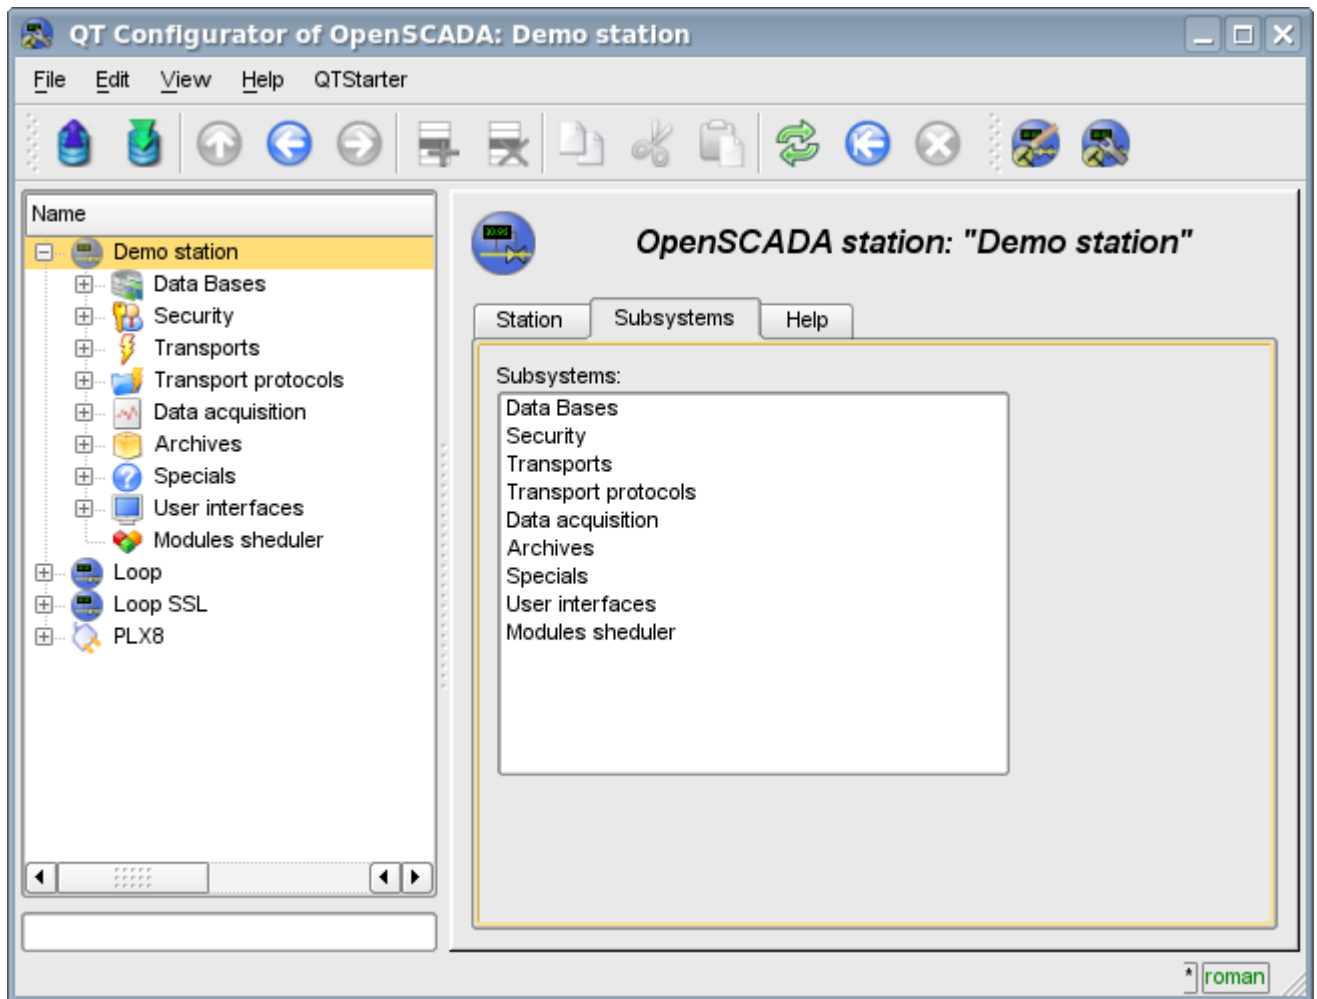 QT Configurator of OpenSCADA: Demo station
File Edit View Help QTStarter
Name
Demo station
Data Bases
Security
Transports
Transport protocols
Data acquisition
Archives
Specials
User interfaces
Modules sheduler
Loop
Loop SSL
PLX8
OpenSCADA station: "Demo station"
Station Subsystems Help
Subsystems:
Data Bases
Security
Transports
Transport protocols
Data acquisition
Archives
Specials
User interfaces
Modules sheduler
* roman